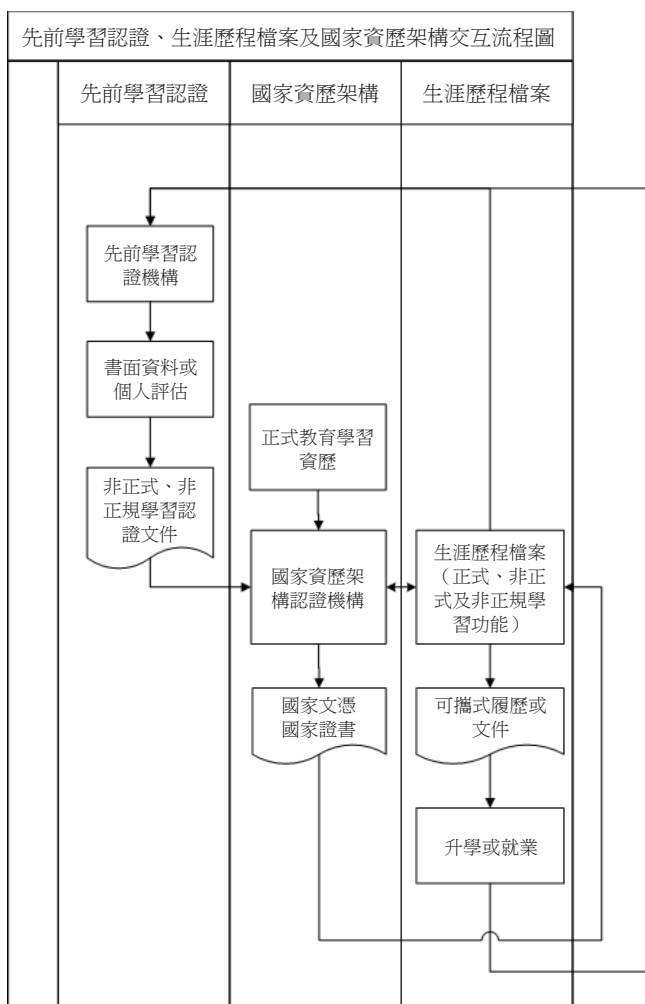 先前學習認證、生涯歷程檔案及國家資歷架構交互流程圖
先前學習認證
國家資歷架構
生涯歷程檔案
先前學習認
證機構
書面資料或
個人評估
正式教育學習
資歷
非正式、非
正規學習認
證文件
國家資歷架
構認證機構
生涯歷程檔案
（正式、非正
式及非正規學
習功能）
國家文憑
國家證書
可攜式履歷或
文件
升學或就業